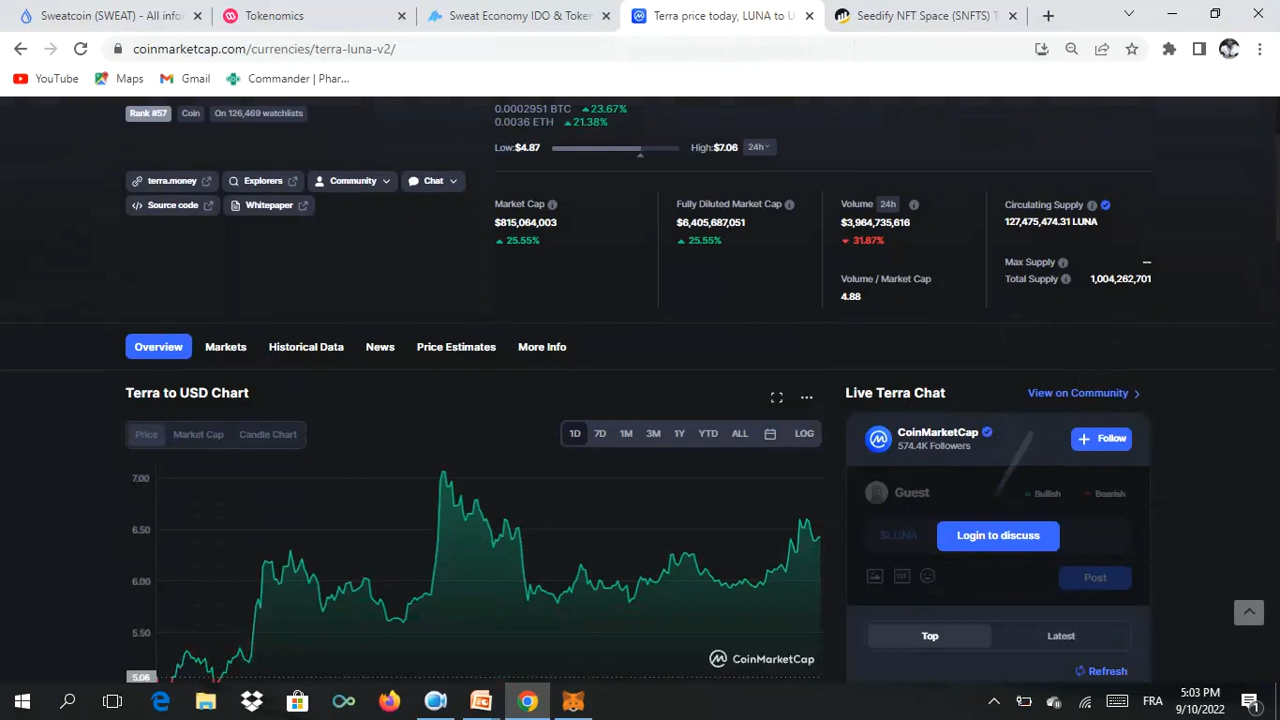 Sweatcoin (SWEAT) - All info
Tokenomics
Sweat Economy IDO & Token
Terra price today, LUNA to U
Seedify NFT Space (SNFTS) T
coinmarketcap.com/currencies/terra-luna-v2/
YouTube
Maps
Gmail
Commander | Phar...
Rank #57
Coin
On 126,469 watchlists
0.0002951 BTC 23.67%
0.0036 ETH 21.38%
Low: $4.87
High: $7.06
24h
terra.money
Explorers
Community
Chat
Source code
Whitepaper
Market Cap
$815,064,003
25.55%
Fully Diluted Market Cap
$6,405,687,051
25.55%
Volume 24h
$3,964,735,616
31.87%
Volume / Market Cap
4.88
Circulating Supply
127,475,474.31 LUNA
Max Supply --
Total Supply 1,004,262,701
Overview
Markets
Historical Data
News
Price Estimates
More Info
Terra to USD Chart
Price
Market Cap
Candle Chart
1D
7D
1M
3M
1Y
YTD
ALL
LOG
7.00
6.50
6.00
5.50
5.06
CoinMarketCap
Live Terra Chat
View on Community
CoinMarketCap
574.4K Followers
Follow
Guest
Bullish
Bearish
$LUNA
Login to discuss
GIF
Post
Top
Latest
Refresh
FRA
5:03 PM
9/10/2022
1